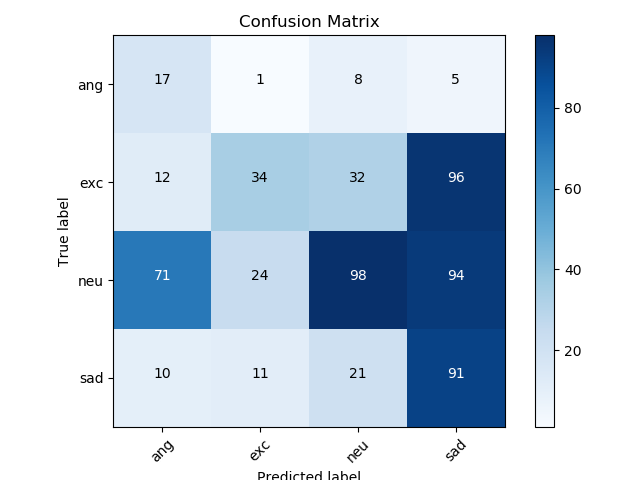 Confusion Matrix
True label
ang 17 1 8 5
exc 12 34 32 96
neu 71 24 98 94
sad 10 11 21 91
ang exc neu sad
Predicted label
80
60
40
20